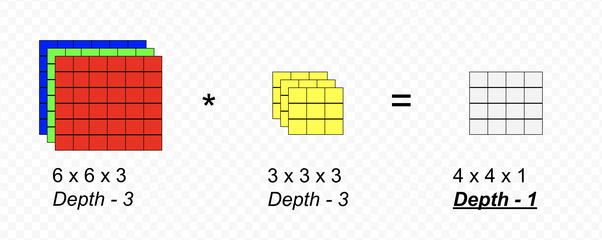 * =
6 x 6 x 3
Depth - 3
3 x 3 x 3
Depth - 3
4 x 4 x 1
Depth - 1